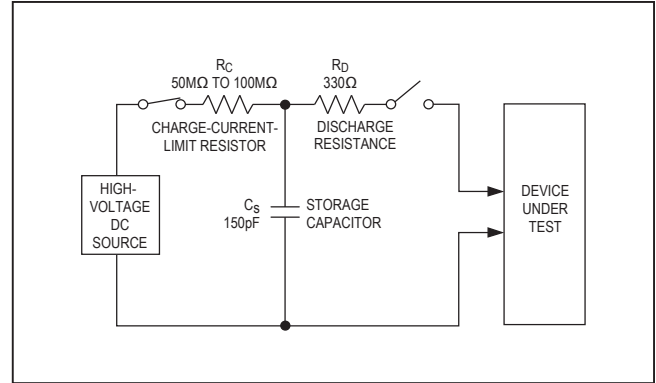 RC
50MΩ TO 100MΩ
CHARGE-CURRENT-
LIMIT RESISTOR
RD
330Ω
DISCHARGE
RESISTANCE
HIGH-
VOLTAGE
DC
SOURCE
CS
150pF
STORAGE
CAPACITOR
DEVICE
UNDER
TEST